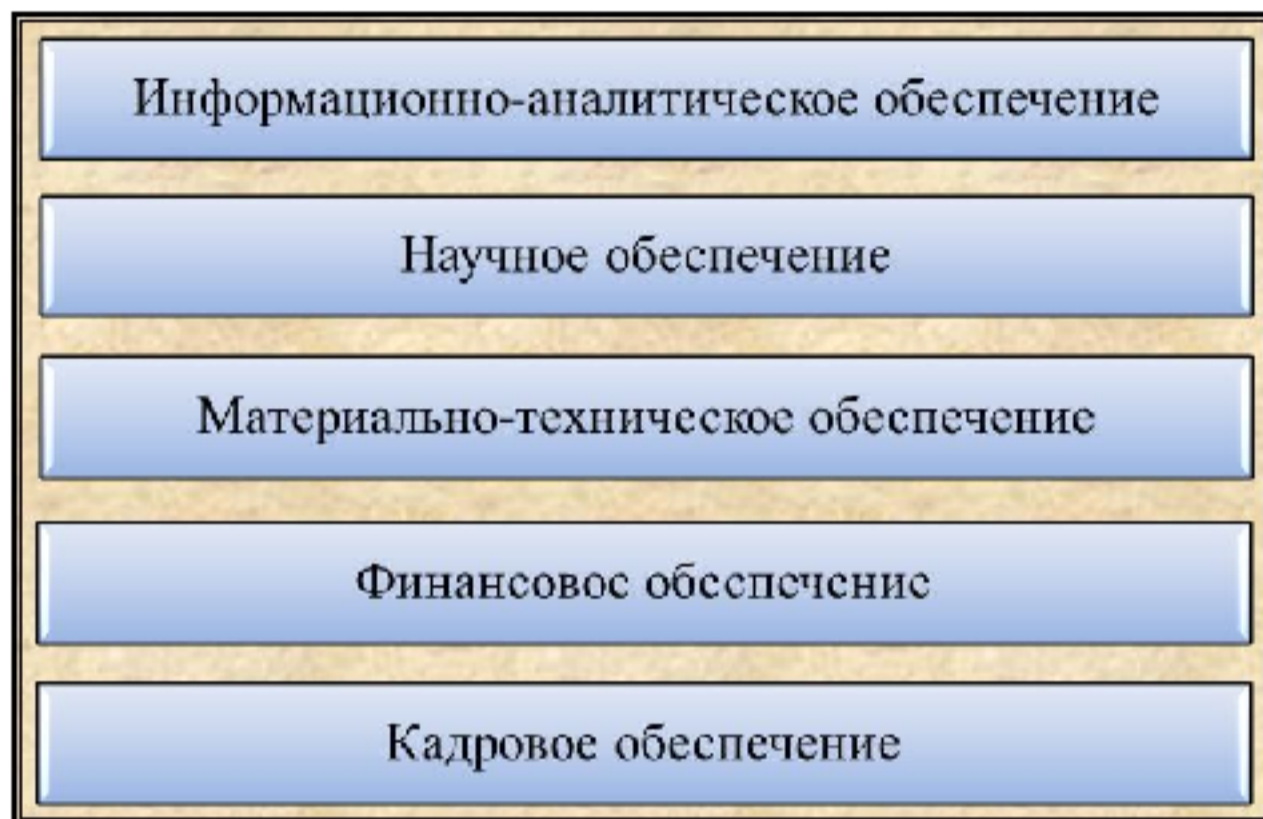 Информационно-аналитическое обеспечение
Научное обеспечение
Материально-техническое обеспечение
Финансовое обеспечение
Кадровое обеспечение